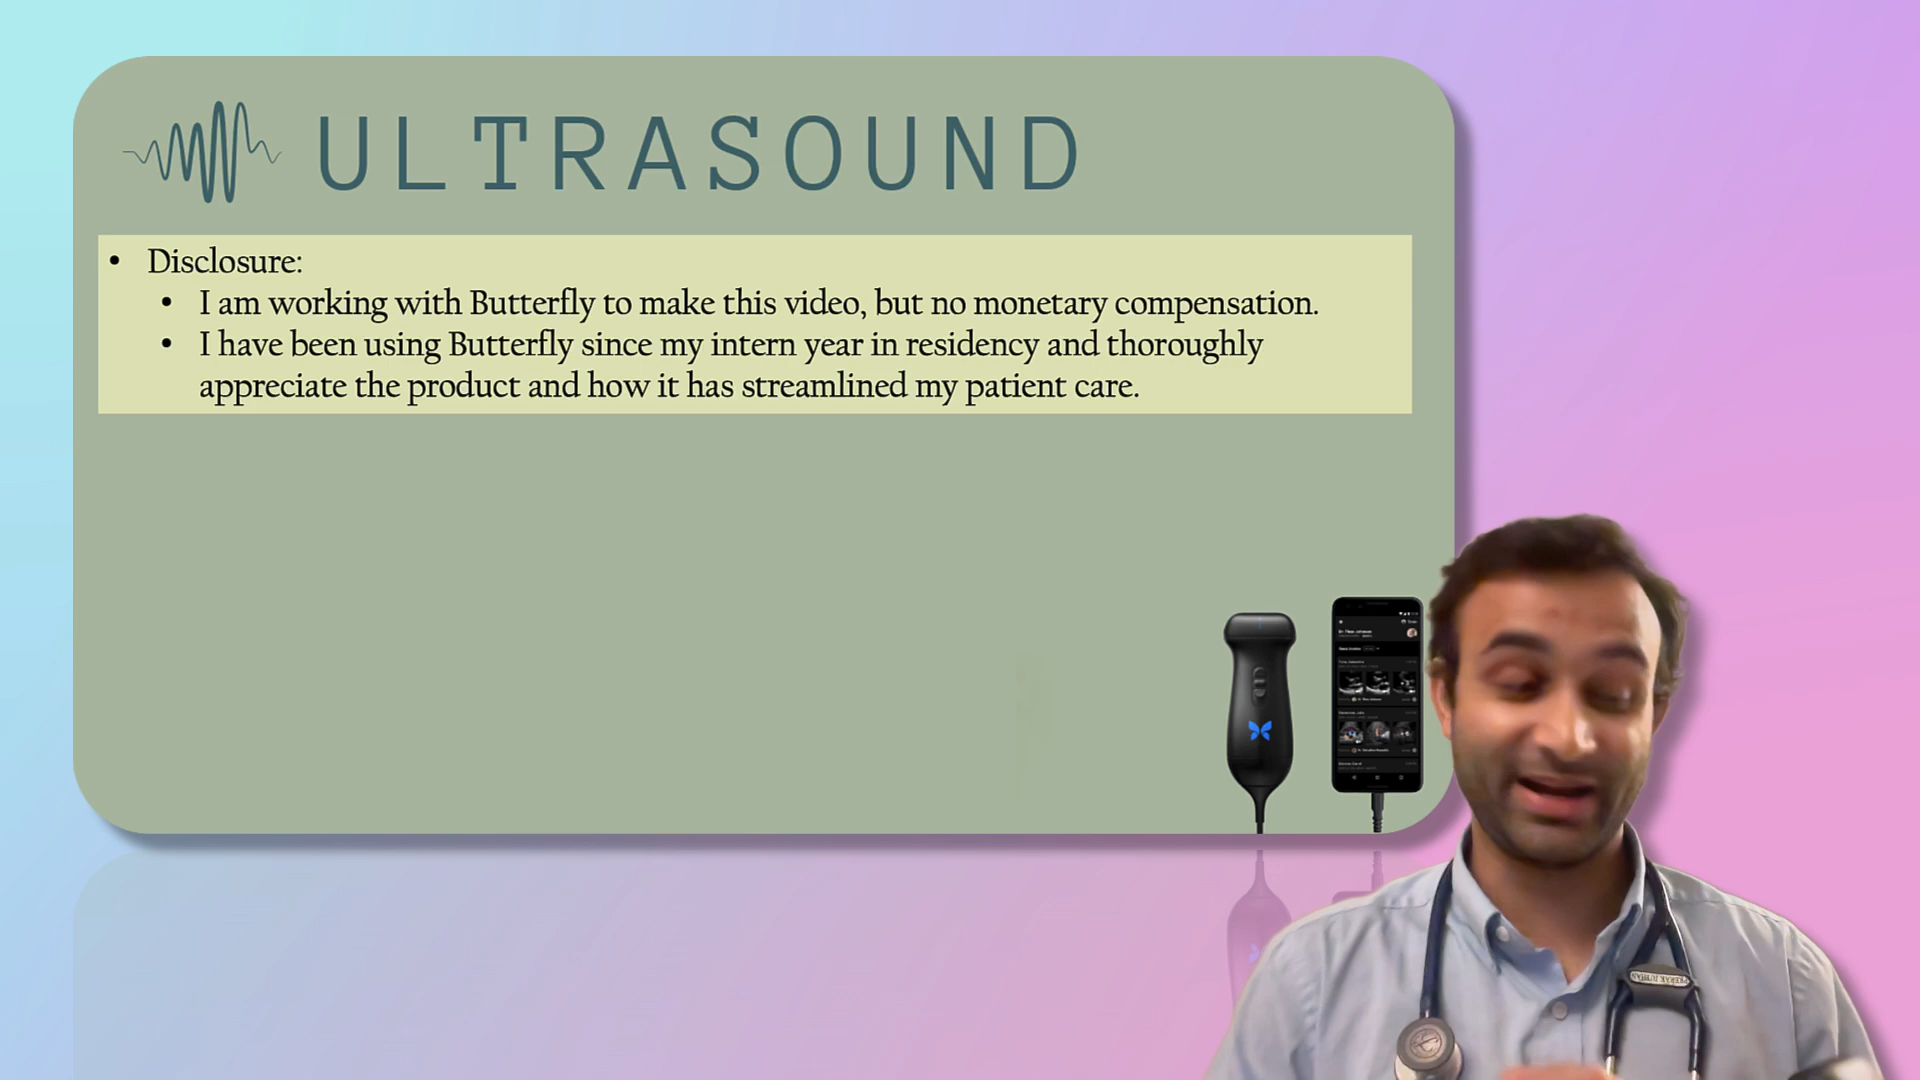 ULTRASOUND
• Disclosure:
• I am working with Butterfly to make this video, but no monetary compensation.
• I have been using Butterfly since my intern year in residency and thoroughly
appreciate the product and how it has streamlined my patient care.